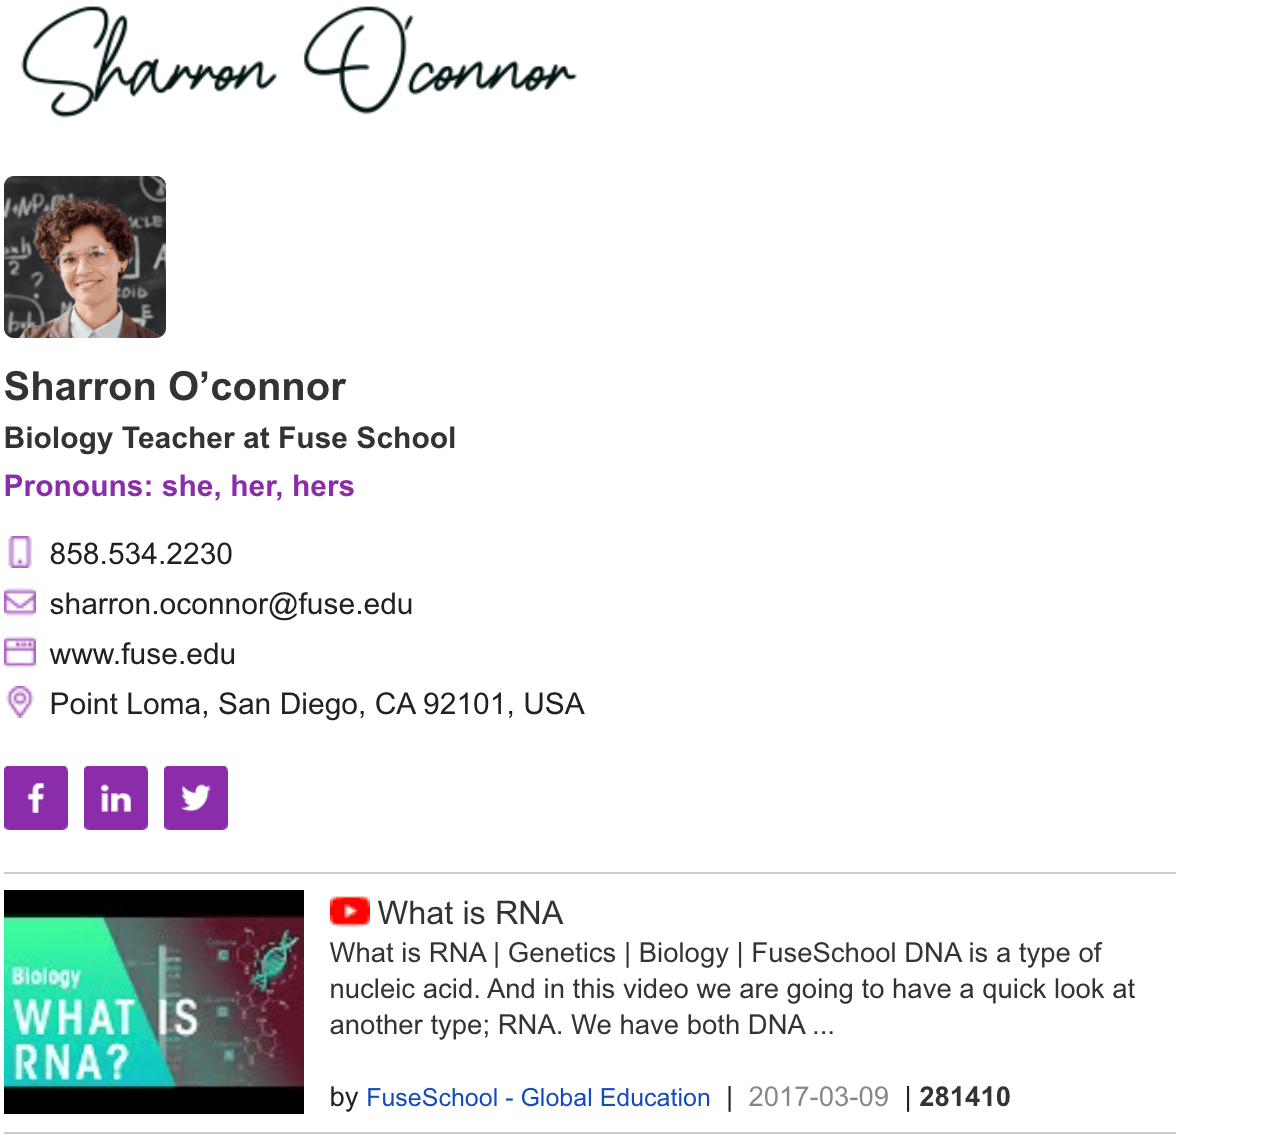 Sharron O'connor
Sharron O’connor
Biology Teacher at Fuse School
Pronouns: she, her, hers
858.534.2230
sharron.oconnor@fuse.edu
www.fuse.edu
Point Loma, San Diego, CA 92101, USA
f in
Biology
WHAT IS
RNA?
What is RNA
What is RNA | Genetics | Biology | FuseSchool DNA is a type of
nucleic acid. And in this video we are going to have a quick look at
another type; RNA. We have both DNA ...
by FuseSchool - Global Education | 2017-03-09 | 281410